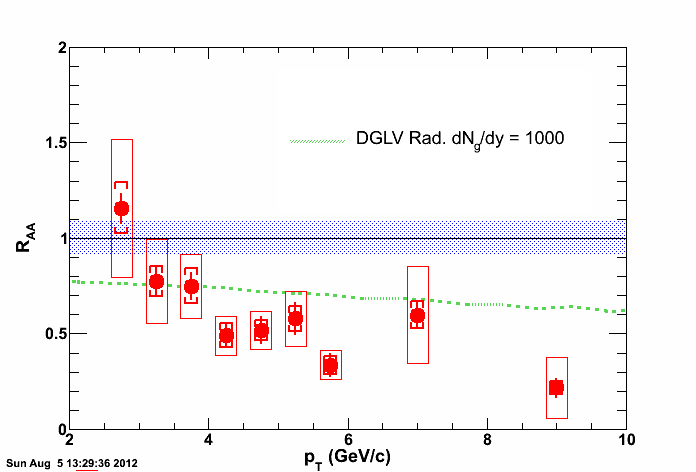 2
1.5
1
0.5
0
R_AA
DGLV Rad. dN_g/dy = 1000
2 4 6 8 10
p_T (GeV/c)
Sun Aug 5 13:29:36 2012